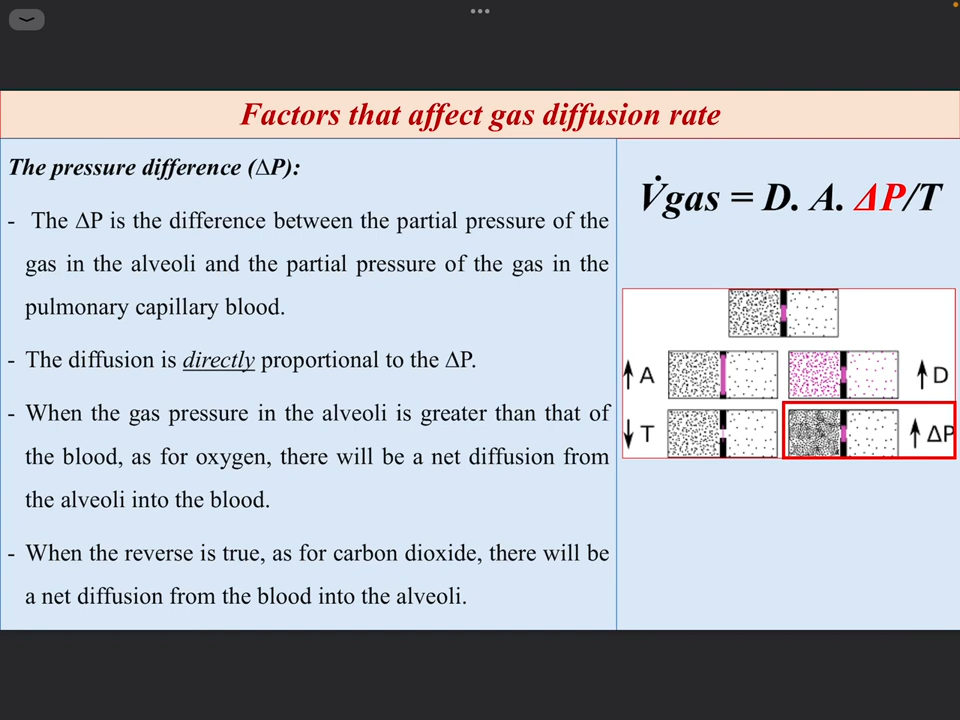 Factors that affect gas diffusion rate
The pressure difference (∆P):
- The ∆P is the difference between the partial pressure of the
gas in the alveoli and the partial pressure of the gas in the
pulmonary capillary blood.
- The diffusion is directly proportional to the ∆P.
- When the gas pressure in the alveoli is greater than that of
the blood, as for oxygen, there will be a net diffusion from
the alveoli into the blood.
- When the reverse is true, as for carbon dioxide, there will be
a net diffusion from the blood into the alveoli.
V̇gas = D. A. ΔP/T
↑ A
↑ D
↓ T
↑ ΔP